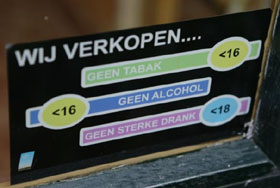 WIJ VERKOPEN....
GEEN TABAK <16
<16 GEEN ALCOHOL
GEEN STERKE DRANK <18